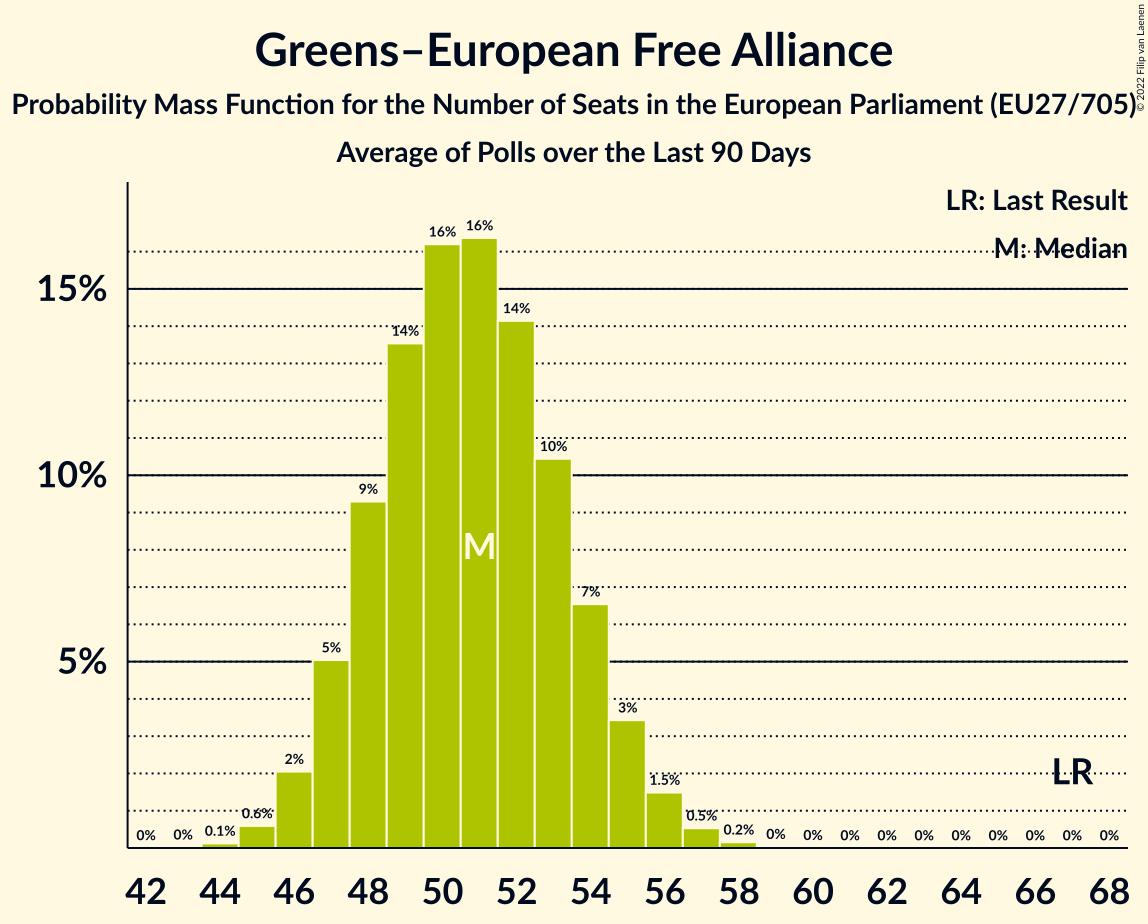 Greens–European Free Alliance
Probability Mass Function for the Number of Seats in the European Parliament (EU27/705)
Average of Polls over the Last 90 Days
© 2022 Filip van Laenen
LR: Last Result
M: Median
15%
10%
5%
0% 0% 0.1% 0.6% 2% 5% 9% 14% 16% 16% 14% 10% 7% 3% 1.5% 0.5% 0.2% 0% 0% 0% 0% 0% 0% 0% 0% 0% 0%
M
LR
42 44 46 48 50 52 54 56 58 60 62 64 66 68